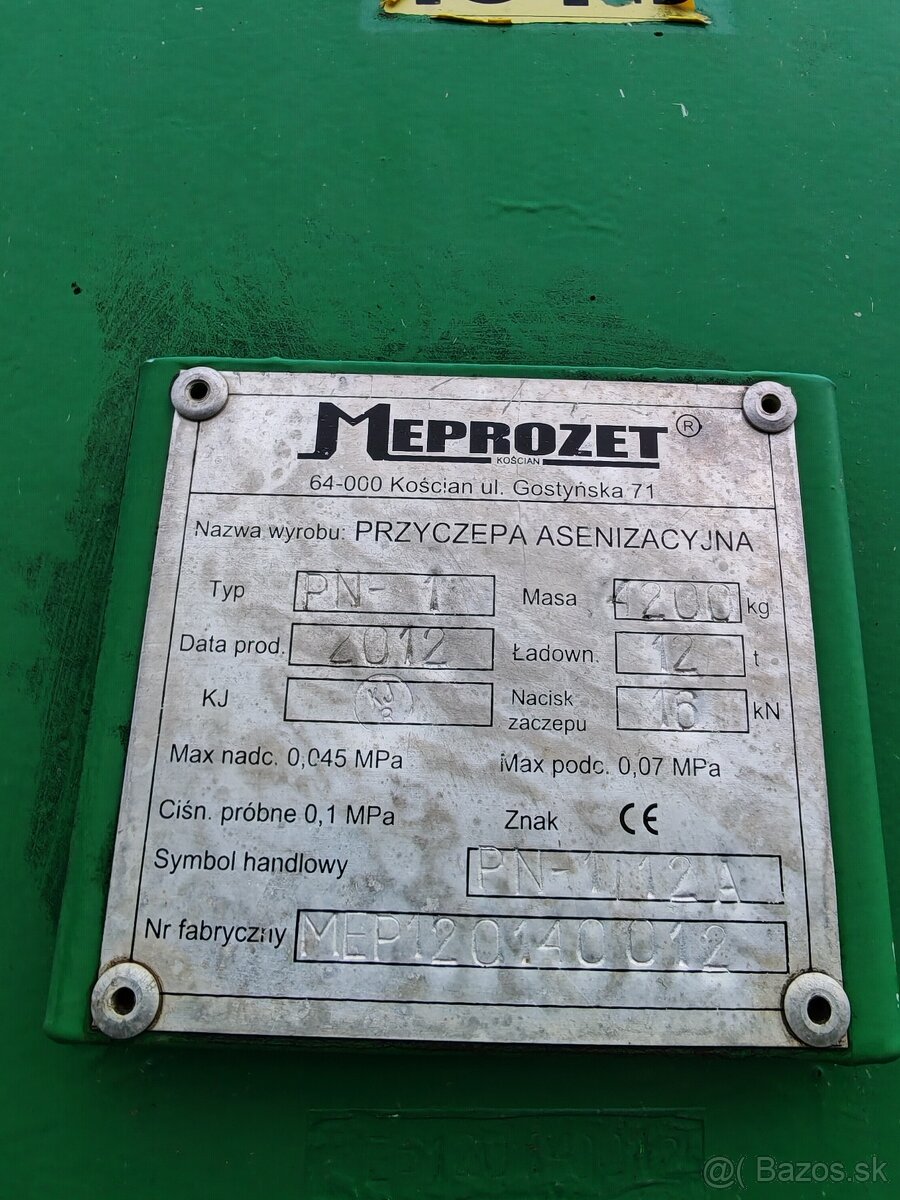 MEPROZET ®
KOŚCIAN
64-000 Kościan ul. Gostyńska 71
Nazwa wyrobu: PRZYCZEPA ASENIZACYJNA
Typ PN-1 Masa 4200 kg
Data prod. 2012 Ładown. 12 t
KJ KJ 8 Nacisk zaczepu 16 kN
Max nadc. 0,045 MPa Max podc. 0,07 MPa
Ciśn. próbne 0,1 MPa Znak CE
Symbol handlowy PN-1/12A
Nr fabryczny MEP120140012
@( Bazos.sk